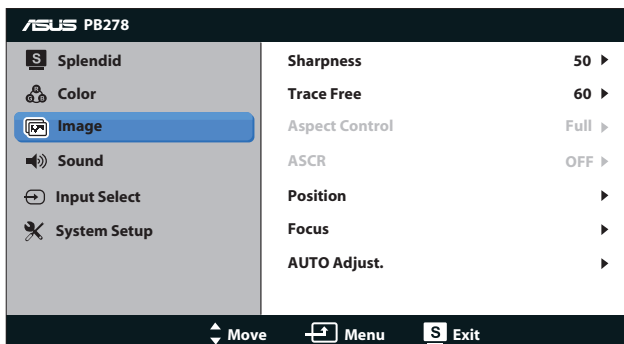 ASUS PB278
S Splendid
R G B Color
Image
Sound
Input Select
System Setup
Sharpness 50
Trace Free 60
Aspect Control Full
ASCR OFF
Position
Focus
AUTO Adjust.
Move Menu S Exit